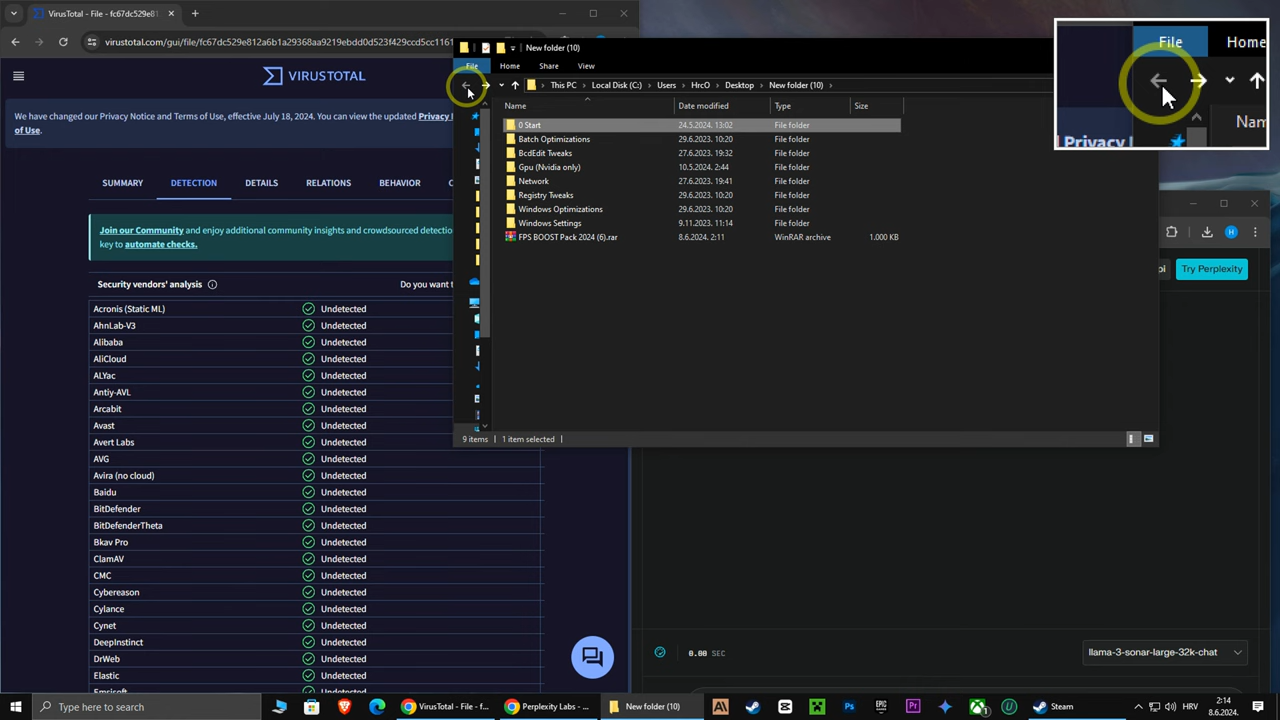 VirusTotal - File - fc67dc529e8
virustotal.com/gui/file/fc67dc529e812a6b1a29368aa9219ebdd0d523f49ccd5cc1161
VIRUSTOTAL
We have changed our Privacy Notice and Terms of Use, effective July 18, 2024. You can view the updated Privacy
of Use.
SUMMARY
DETECTION
DETAILS
RELATIONS
BEHAVIOR
C
Join our Community and enjoy additional community insights and crowdsourced detection
key to automate checks.
Security vendors' analysis
Do you want t
Acronis (Static ML) Undetected
AhnLab-V3 Undetected
Alibaba Undetected
AliCloud Undetected
ALYac Undetected
Antiy-AVL Undetected
Arcabit Undetected
Avast Undetected
Avert Labs Undetected
AVG Undetected
Avira (no cloud) Undetected
Baidu Undetected
BitDefender Undetected
BitDefenderTheta Undetected
Bkav Pro Undetected
ClamAV Undetected
CMC Undetected
Cybereason Undetected
Cylance Undetected
Cynet Undetected
DeepInstinct Undetected
DrWeb Undetected
Elastic Undetected
Emsisoft
New folder (10)
File Home Share View
This PC Local Disk (C:) Users HrcO Desktop New folder (10)
Name Date modified Type Size
0 Start 24.5.2024. 13:02 File folder
Batch Optimizations 29.6.2023. 10:20 File folder
BcdEdit Tweaks 27.6.2023. 19:32 File folder
Gpu (Nvidia only) 10.5.2024. 2:44 File folder
Network 27.6.2023. 19:41 File folder
Registry Tweaks 29.6.2023. 10:20 File folder
Windows Optimizations 29.6.2023. 10:20 File folder
Windows Settings 9.11.2023. 11:14 File folder
FPS BOOST Pack 2024 (6).rar 8.6.2024. 2:11 WinRAR archive 1.000 KB
9 items 1 item selected
File Home
Nam
Privacy
H
pi
Try Perplexity
0.00 SEC
llama-3-sonar-large-32k-chat
Type here to search
VirusTotal - File - f...
Perplexity Labs - ...
New folder (10)
Steam
HRV
2:14
8.6.2024.